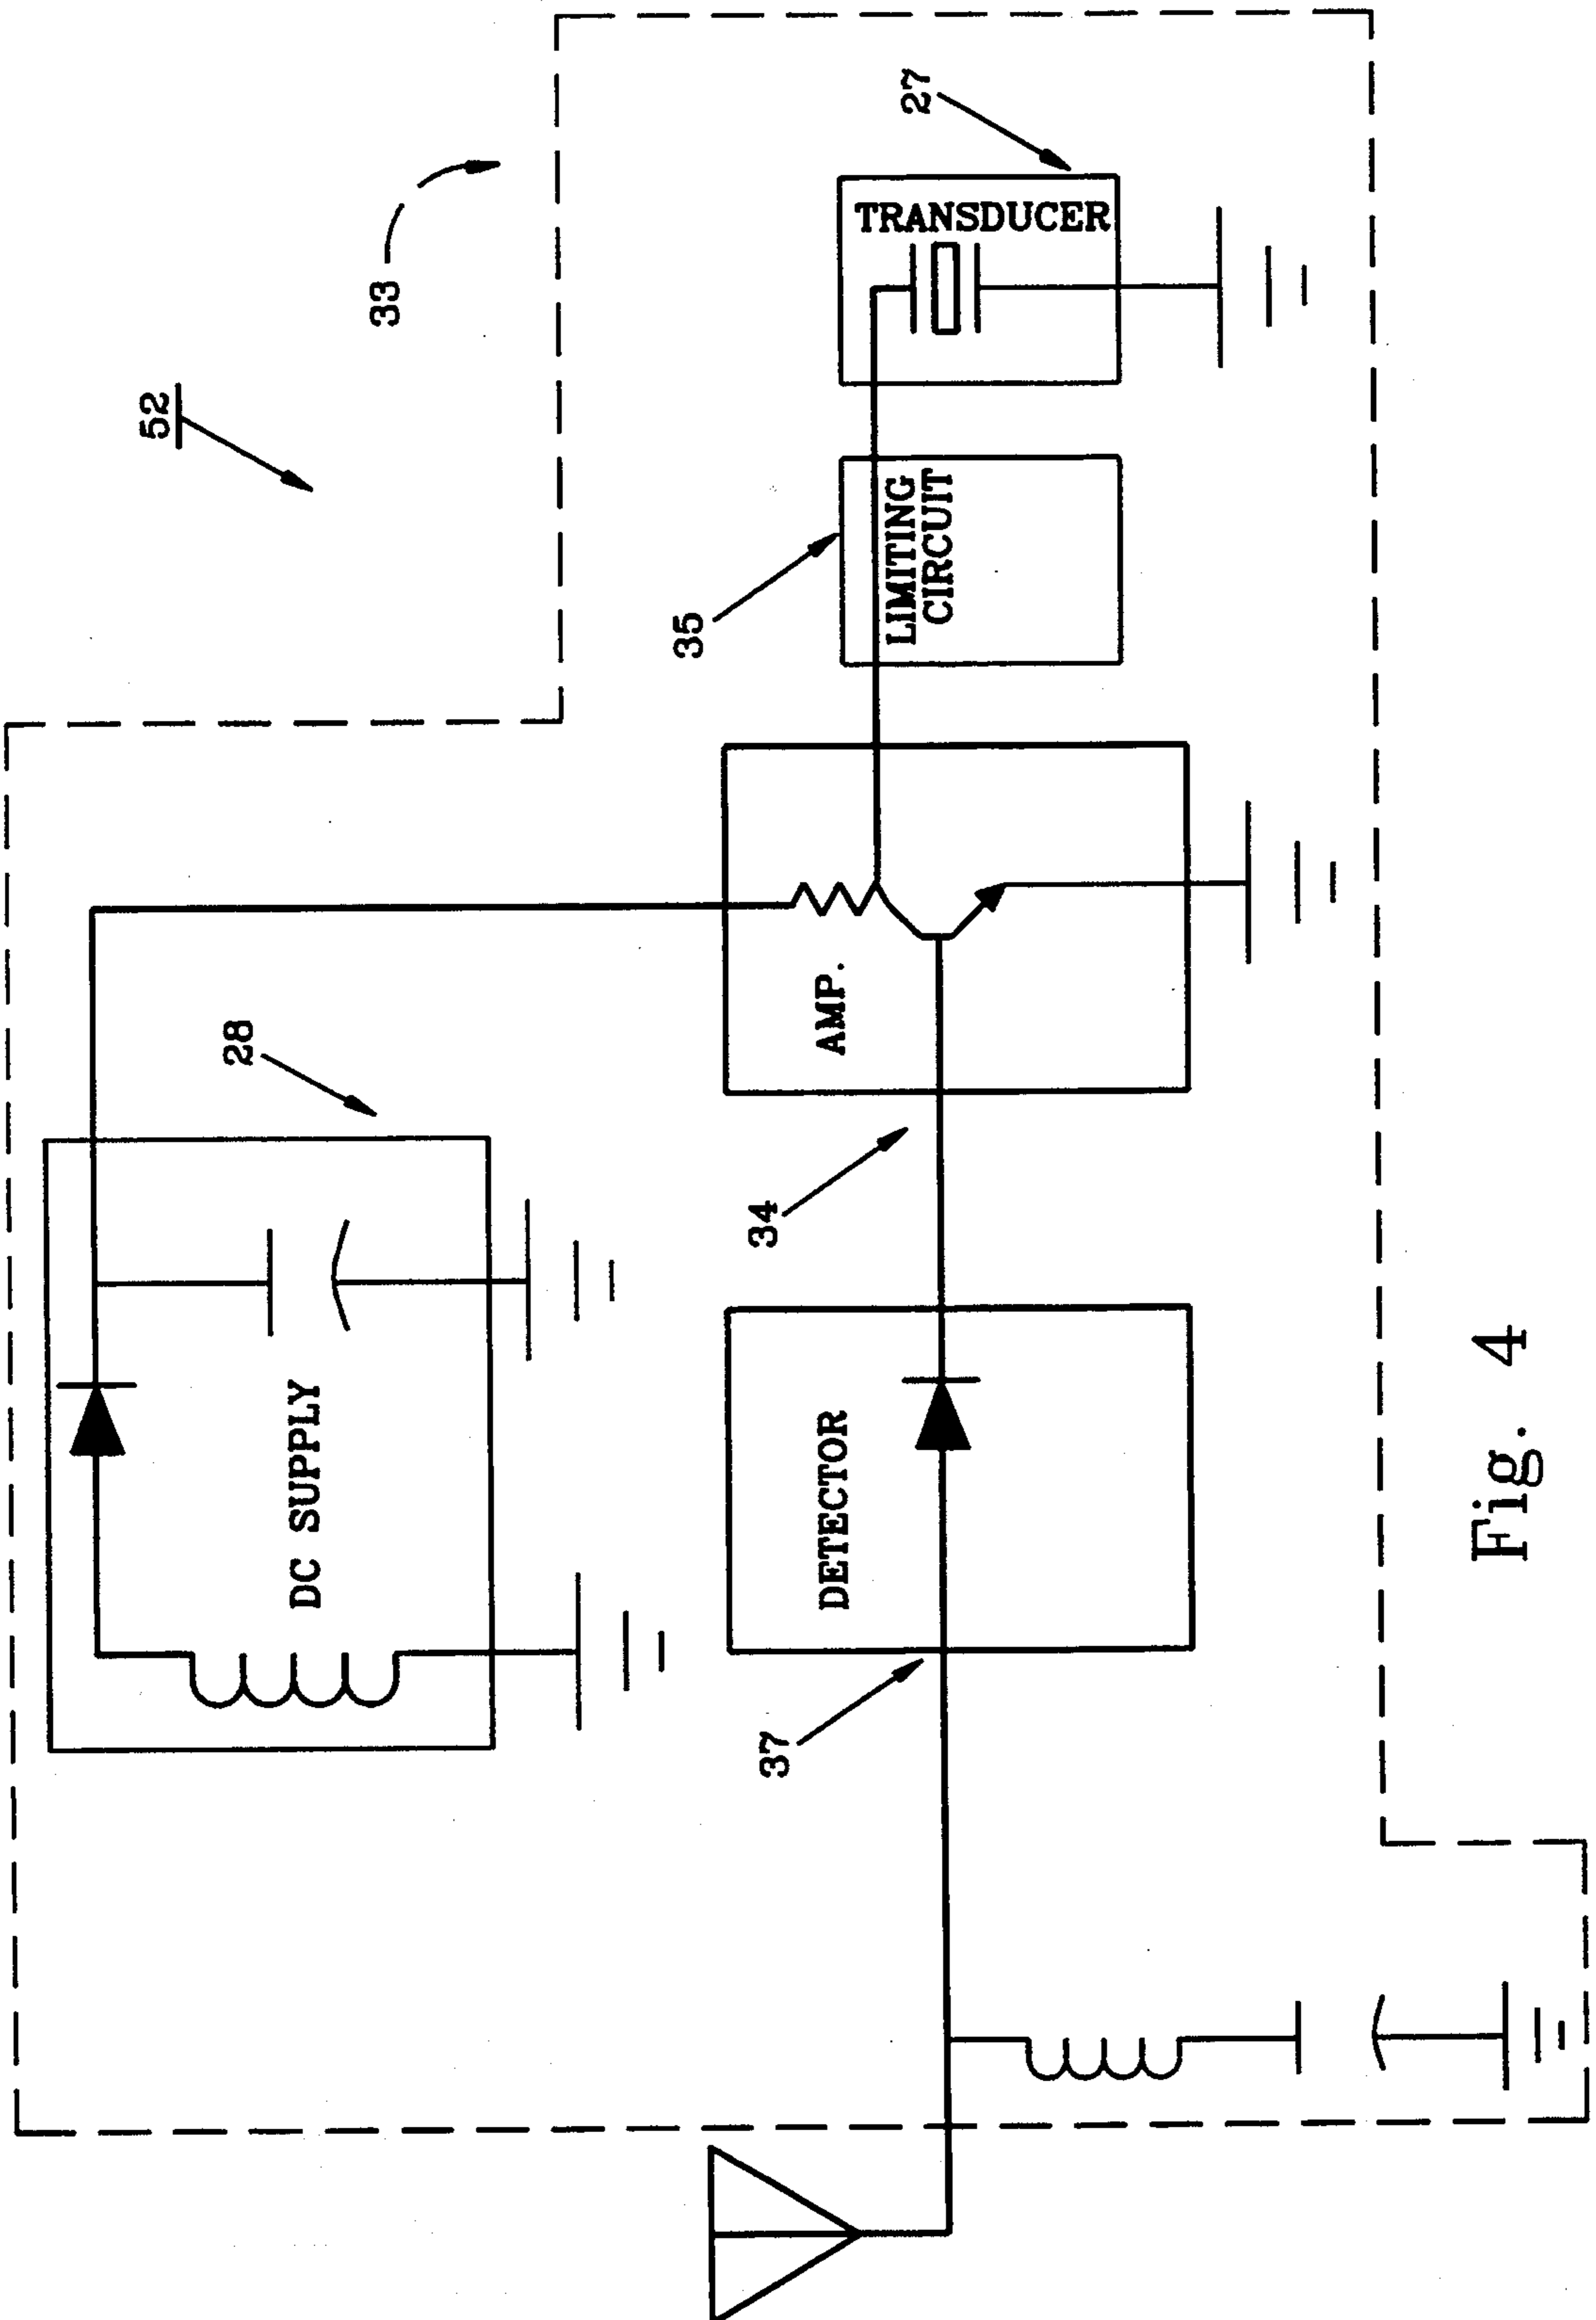 52
33
28
DC SUPPLY
35
27
TRANSDUCER
LIMITING
CIRCUIT
34
AMP.
37
DETECTOR
Fig. 4